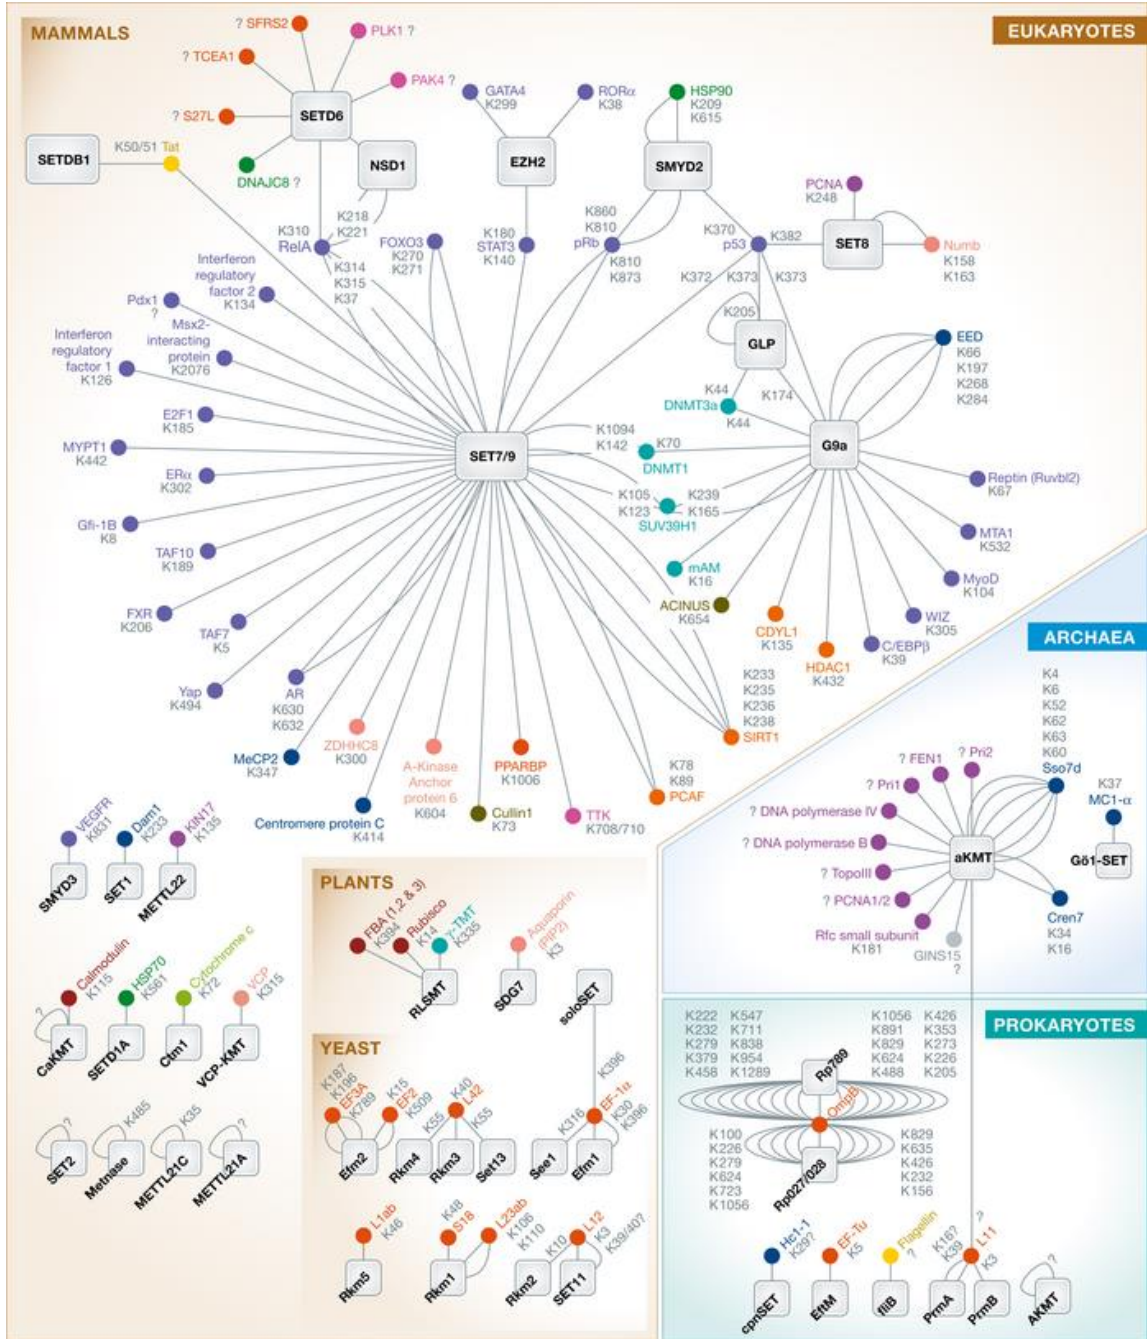 MAMMALS
EUKARYOTES
? SFRS2
PLK1 ?
? TCEA1
PAK4 ?
? S27L
SETD6
GATA4
K299
RORα
K38
HSP90
K209
K615
SETDB1
K50/51 Tat
NSD1
EZH2
SMYD2
DNAJC8 ?
PCNA
K248
K218
K221
K310
RelA
K314
K315
K37
FOXO3
K270
K271
K180
STAT3
K140
K860
K810
pRb
K810
K873
K370
p53
K382
SET8
Numb
K158
K163
K372
K373
K373
Interferon
regulatory
factor 2
K134
Pdx1
?
Msx2-
interacting
protein
K2076
Interferon
regulatory
factor 1
K126
K205
GLP
EED
K66
K197
K268
K284
K44
DNMT3a
K44
K174
E2F1
K185
MYPT1
K442
SET7/9
K1094
K142
K70
DNMT1
G9a
ERα
K302
Reptin (Ruvbl2)
K67
K105
K123
K239
K165
SUV39H1
Gfi-1B
K8
MTA1
K532
TAF10
K189
mAM
K16
MyoD
K104
FXR
K206
TAF7
K5
ACINUS
K654
CDYL1
K135
WIZ
K305
C/EBPβ
K39
HDAC1
K432
Yap
K494
AR
K630
K632
K233
K235
K236
K238
SIRT1
MeCP2
K347
ZDHHC8
K300
A-Kinase
Anchor
protein 6
K604
PPARBP
K1006
K78
K89
PCAF
Centromere protein C
K414
Cullin1
K73
TTK
K708/710
VEGFR
K831
SMYD3
Dam1
K233
SET1
KIN17
K135
METTL22
Calmodulin
K115
?
CaKMT
HSP70
K561
SETD1A
Cytochrome c
K72
Ctm1
VCP
K315
VCP-KMT
?
SET2
K485
Metnase
K35
METTL21C
?
METTL21A
PLANTS
FBA (1,2 & 3)
K394
Rubisco
K14
γ-TMT
K335
RLSMT
Aquaporin
(PIP2)
K3
SDG7
soloSET
YEAST
K187
K196
EF3A
K789
K15
EF2
K509
Efm2
K40
L42
K55
K55
Rkm4
Rkm3
Set13
K396
EF-1α
K316
K30
K396
See1
Efm1
L1ab
K46
Rkm5
K48
S18
L23ab
K106
K110
Rkm1
L12
K10
K3
K39/40?
Rkm2
SET11
ARCHAEA
K4
K6
K52
K62
K63
K60
Sso7d
? Pri2
? FEN1
? Pri1
? DNA polymerase IV
? DNA polymerase B
? TopoIII
? PCNA1/2
Rfc small subunit
K181
GINS15
?
aKMT
K37
MC1-α
Gö1-SET
Cren7
K34
K16
PROKARYOTES
K222 K547
K232 K711
K279 K838
K379 K954
K458 K1289
K1056 K426
K891 K353
K829 K273
K624 K226
K488 K205
Rp789
OmpB
K100
K226
K279
K624
K723
K1056
K829
K635
K426
K232
K156
Rp027/028
Hc1-1
K29?
cpnSET
EF-Tu
K5
EftM
Flagellin
?
fliB
K16?
K39
?
L11
K3
PrmA
PrmB
?
AKMT